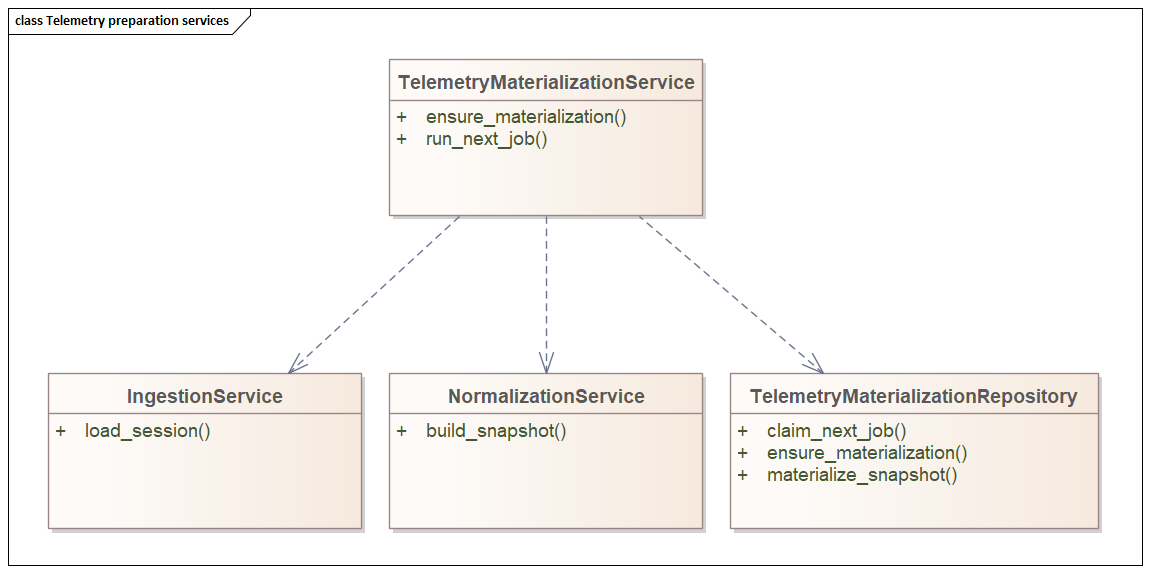 class Telemetry preparation services
TelemetryMaterializationService
+ ensure_materialization()
+ run_next_job()
IngestionService
+ load_session()
NormalizationService
+ build_snapshot()
TelemetryMaterializationRepository
+ claim_next_job()
+ ensure_materialization()
+ materialize_snapshot()